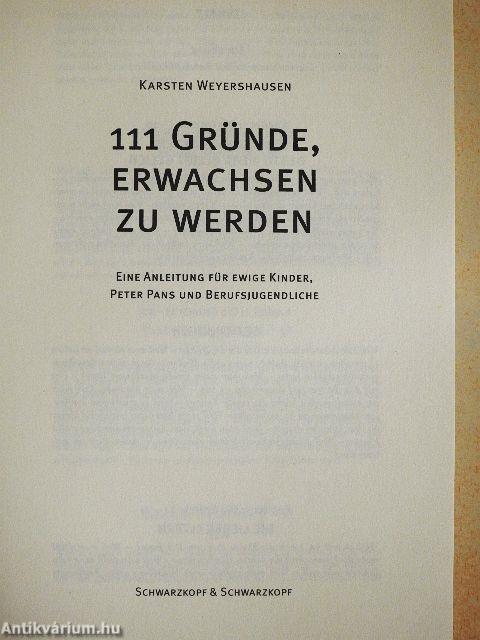 KARSTEN WEYERSHAUSEN
111 GRÜNDE,
ERWACHSEN
ZU WERDEN
EINE ANLEITUNG FÜR EWIGE KINDER,
PETER PANS UND BERUFSJUGENDLICHE
SCHWARZKOPF & SCHWARZKOPF
Antikvárium.hu